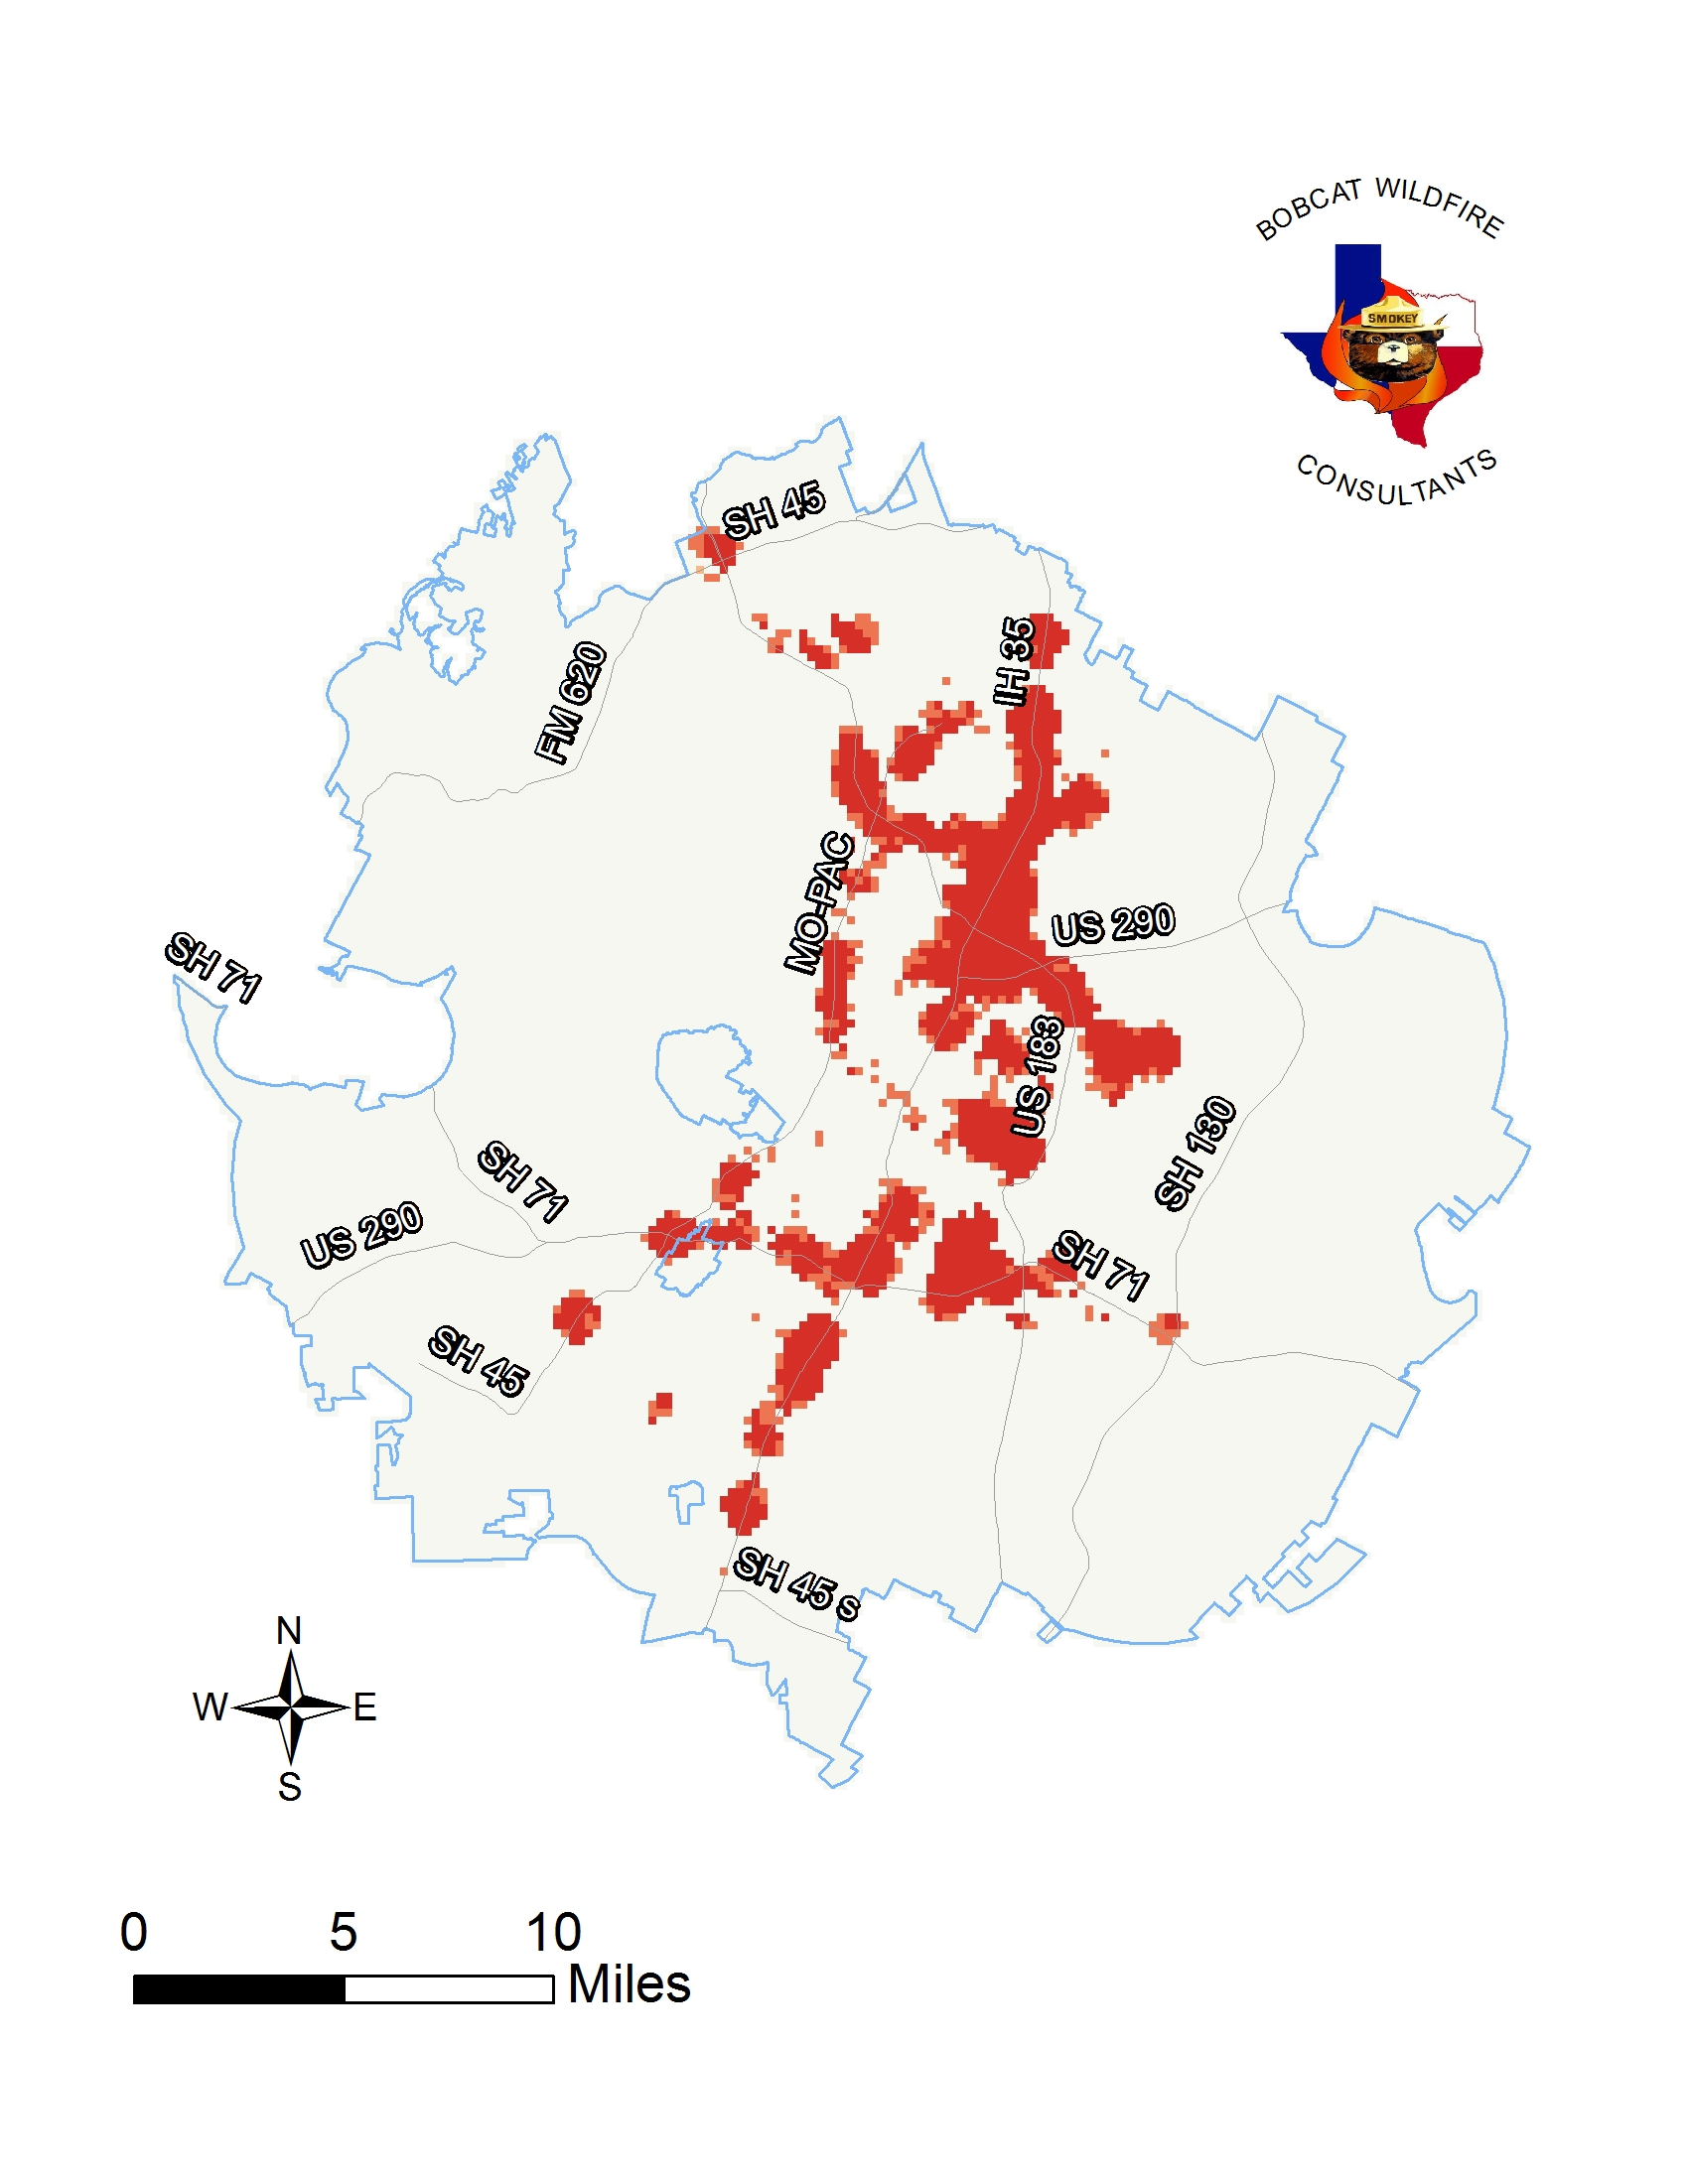 BOBCAT WILDFIRE
SMOKEY
CONSULTANTS
SH 45
IH 35
FM 620
MO-PAC
US 290
SH 71
US 183
SH 130
SH 71
US 290
SH 71
SH 45
SH 45 s
N
W E
S
0 5 10
Miles